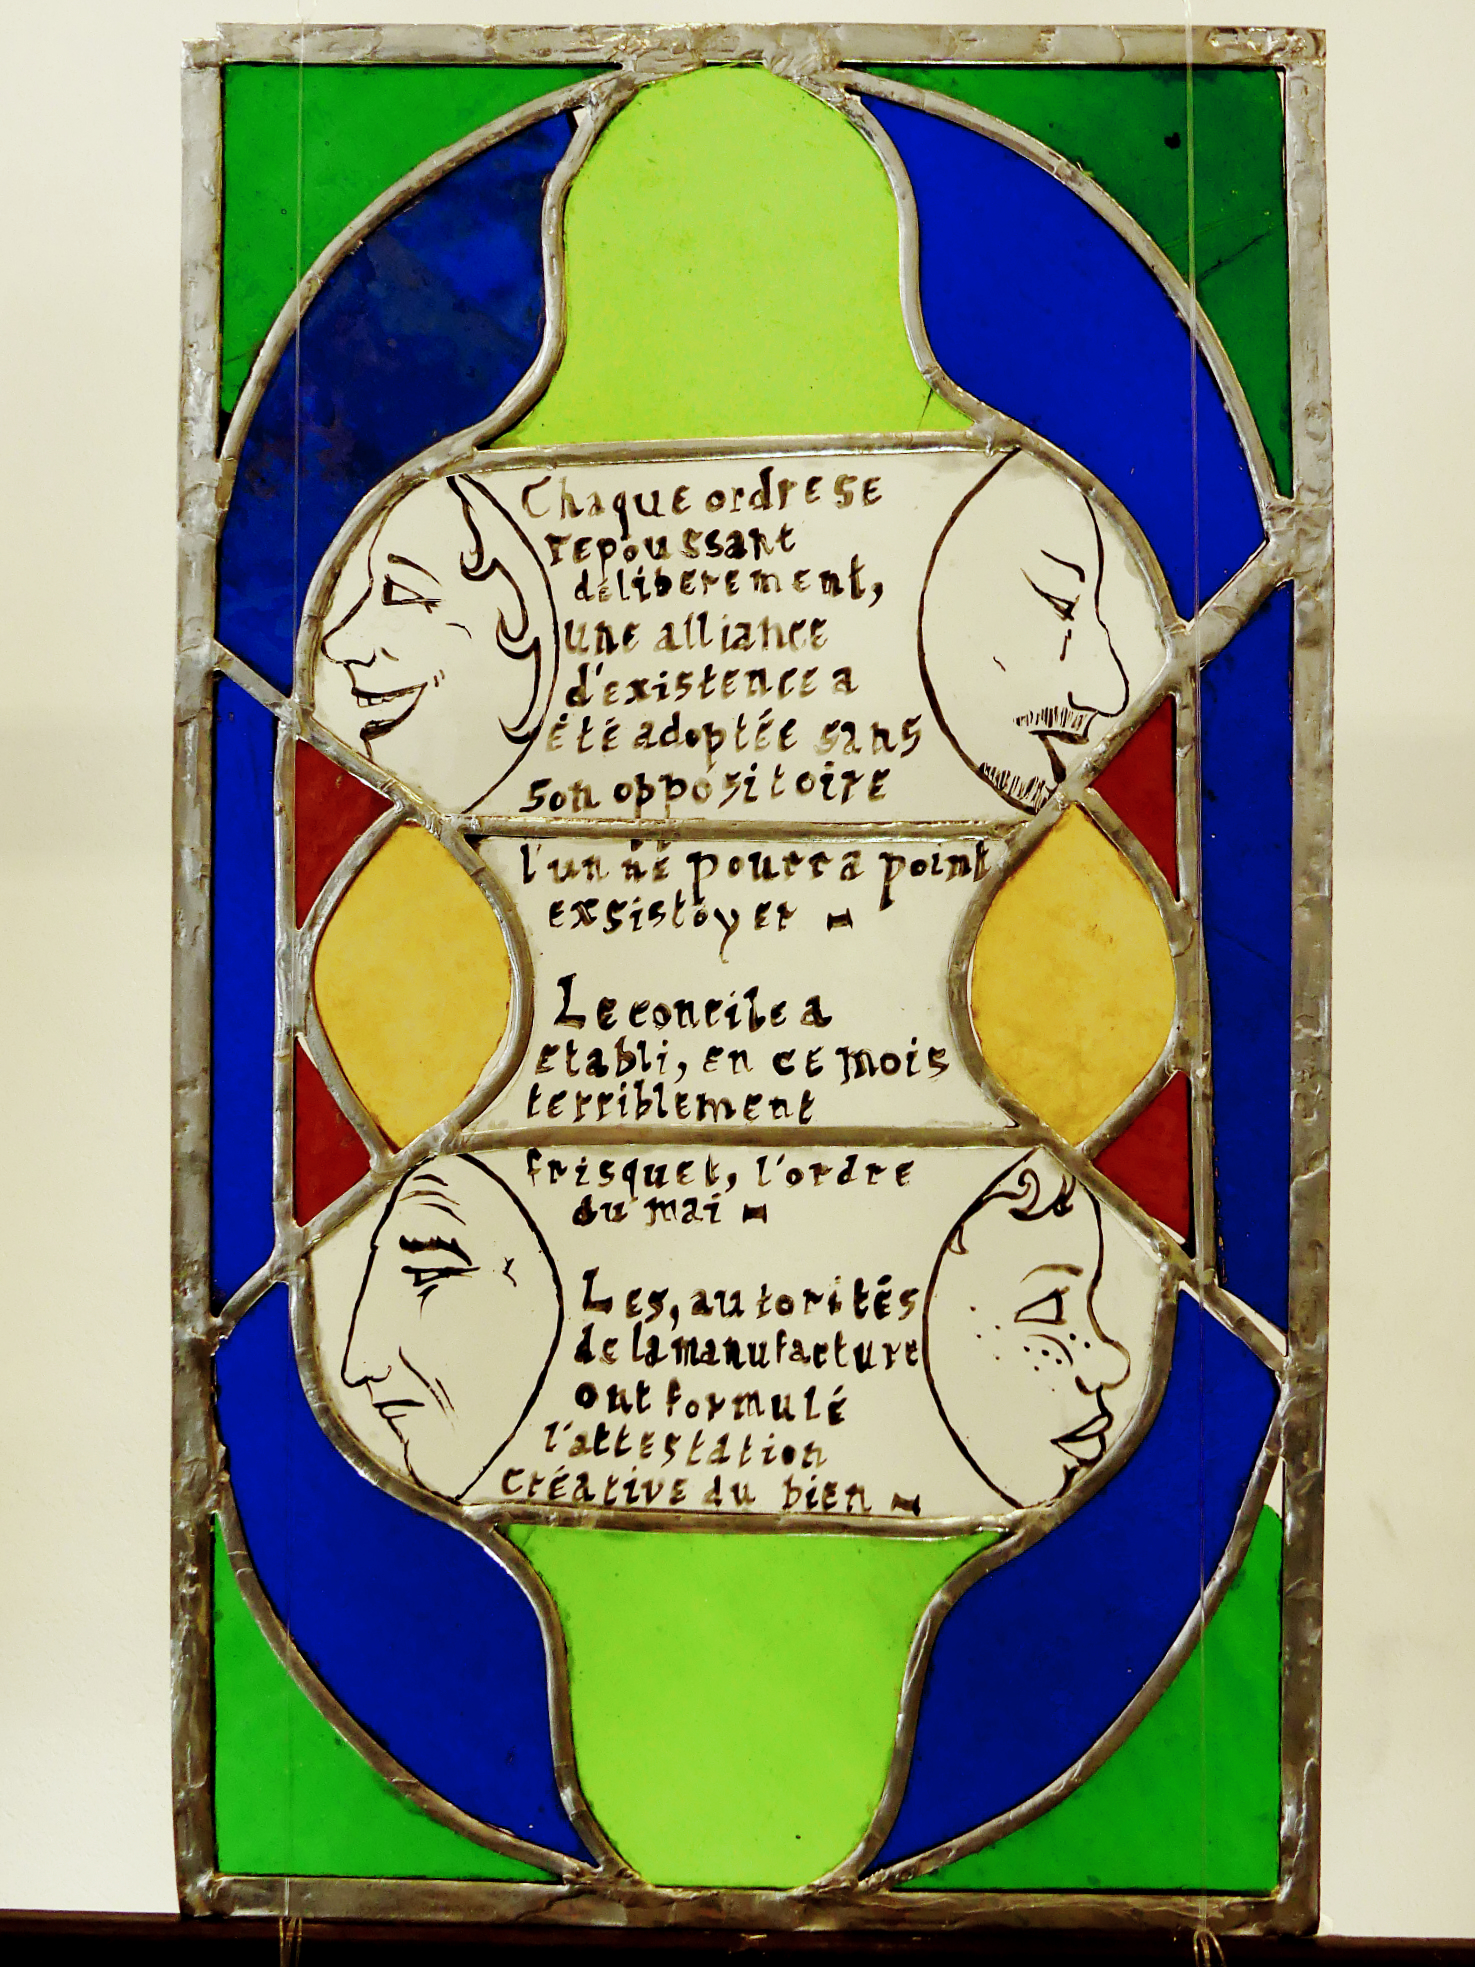 Chaque ordre se
repoussant
déliberement,
une alliance
d'existence a
été adoptée sans
son oppositoire
l'un ne pourra point
exsistoyer -
Le concile a
etabli, en ce mois
terriblement
frisquet, l'ordre
du mai -
Les, autorités
de la manufacture
ont formulé
l'attestation
créative du bien -